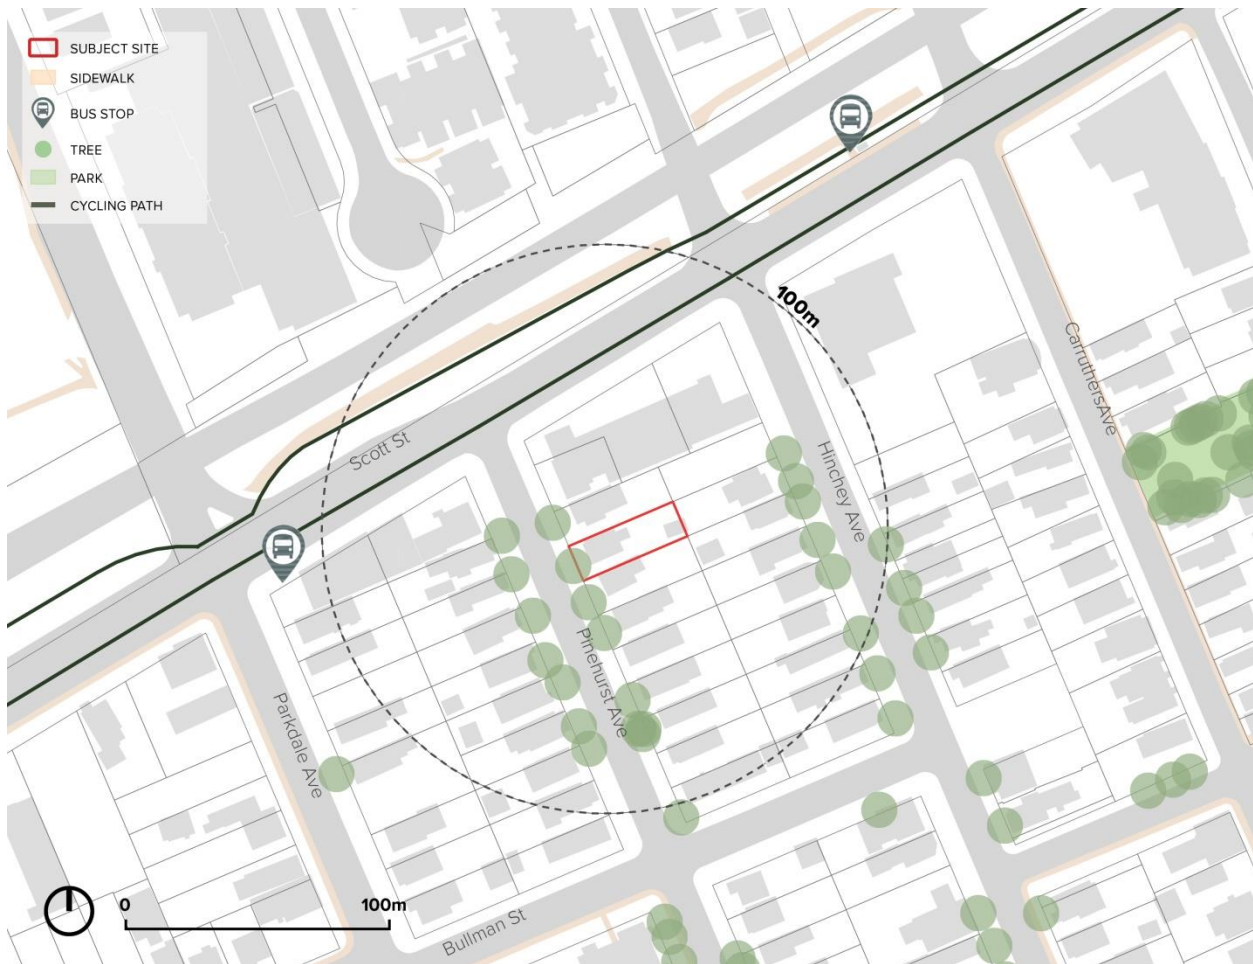 SUBJECT SITE
SIDEWALK
BUS STOP
TREE
PARK
CYCLING PATH
100m
Scott St
Hinchey Ave
CarruthersAve
Pinehurst Ave
Parkdale Ave
Bullman St
0 100m